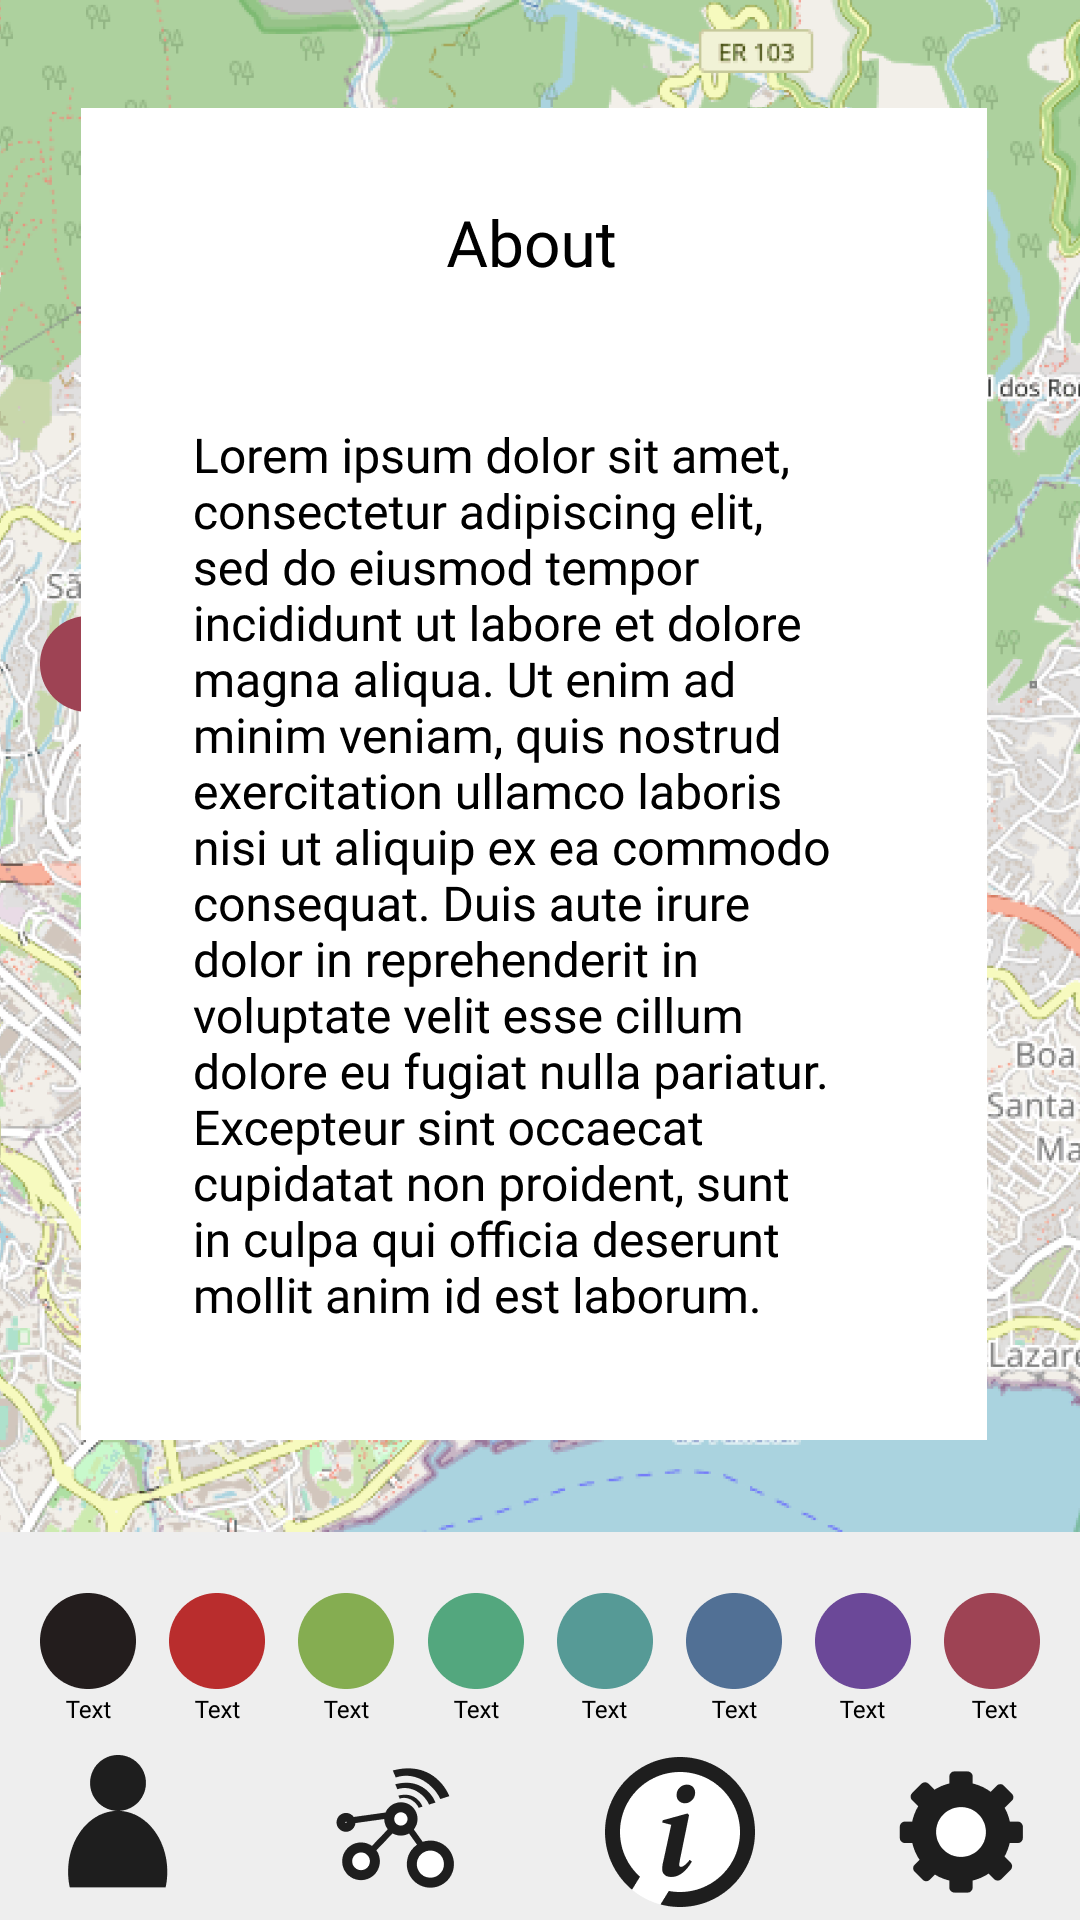 ER 103
About
l dos Ro
Lorem ipsum dolor sit amet,
consectetur adipiscing elit,
sed do eiusmod tempor
incididunt ut labore et dolore
magna aliqua. Ut enim ad
minim veniam, quis nostrud
exercitation ullamco laboris
nisi ut aliquip ex ea commodo
consequat. Duis aute irure
dolor in reprehenderit in
voluptate velit esse cillum
dolore eu fugiat nulla pariatur.
Excepteur sint occaecat
cupidatat non proident, sunt
in culpa qui officia deserunt
mollit anim id est laborum.
Sã
Boa
Santa
Ma
Lazar
Text Text Text Text Text Text Text Text
i